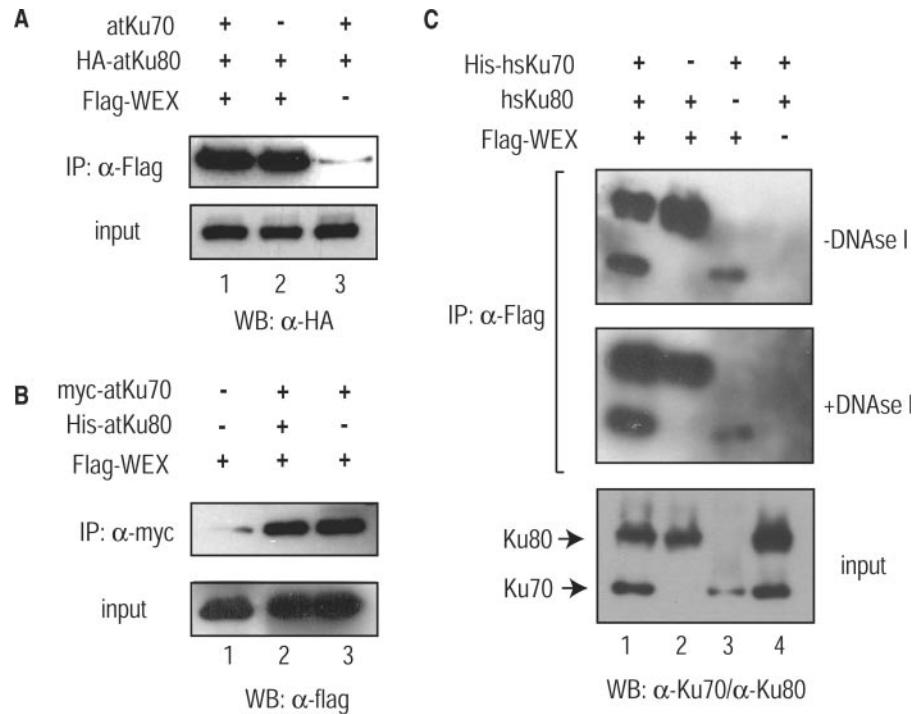 A
atKu70 + - +
HA-atKu80 + + +
Flag-WEX + + -
IP: α-Flag
input
1 2 3
WB: α-HA
B
myc-atKu70 - + +
His-atKu80 - + -
Flag-WEX + + +
IP: α-myc
input
1 2 3
WB: α-flag
C
His-hsKu70 + - + +
hsKu80 + + - +
Flag-WEX + + + -
IP: α-Flag
-DNAse I
+DNAse I
Ku80
Ku70
input
1 2 3 4
WB: α-Ku70/α-Ku80